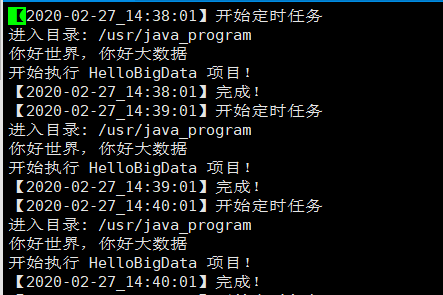 【2020-02-27_14:38:01】开始定时任务
进入目录: /usr/java_program
你好世界，你好大数据
开始执行 HelloBigData 项目!
【2020-02-27_14:38:01】完成!
【2020-02-27_14:39:01】开始定时任务
进入目录: /usr/java_program
你好世界，你好大数据
开始执行 HelloBigData 项目!
【2020-02-27_14:39:01】完成!
【2020-02-27_14:40:01】开始定时任务
进入目录: /usr/java_program
你好世界，你好大数据
开始执行 HelloBigData 项目!
【2020-02-27_14:40:01】完成!